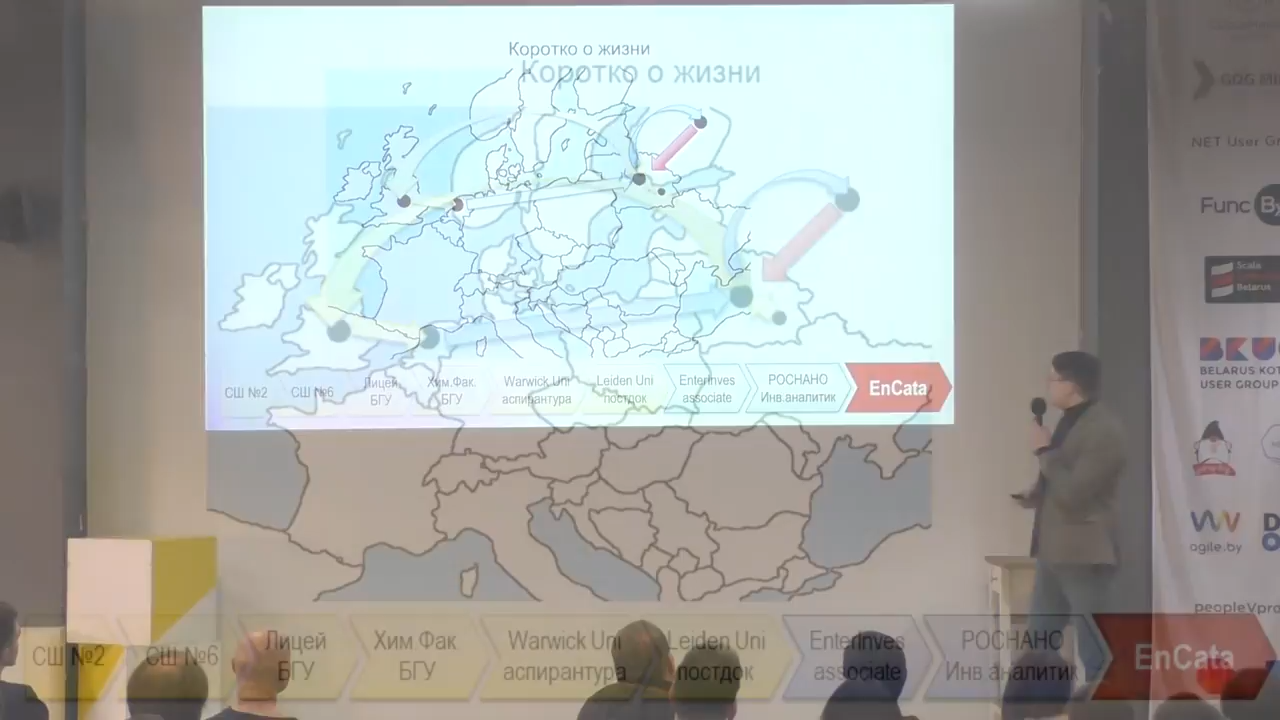 Коротко о жизни
Коротко о жизни
СШ №2
СШ №6
Лицей
БГУ
Хим.Фак.
БГУ
Warwick Uni
аспирантура
Leiden Uni
постдок
Enterinves
associate
РОСНАНО
Инв.аналитик
EnCata
СШ №2
СШ №6
Лицей
БГУ
Хим Фак
БГУ
Warwick Uni
аспирантура
Leiden Uni
постдок
Enterinves
associate
РОСНАНО
Инв аналитик
EnCata
.NET User Gr
Func By
Scala
Belarus
BELARUS KOT
USER GROUP
agile.by
peopleVpro